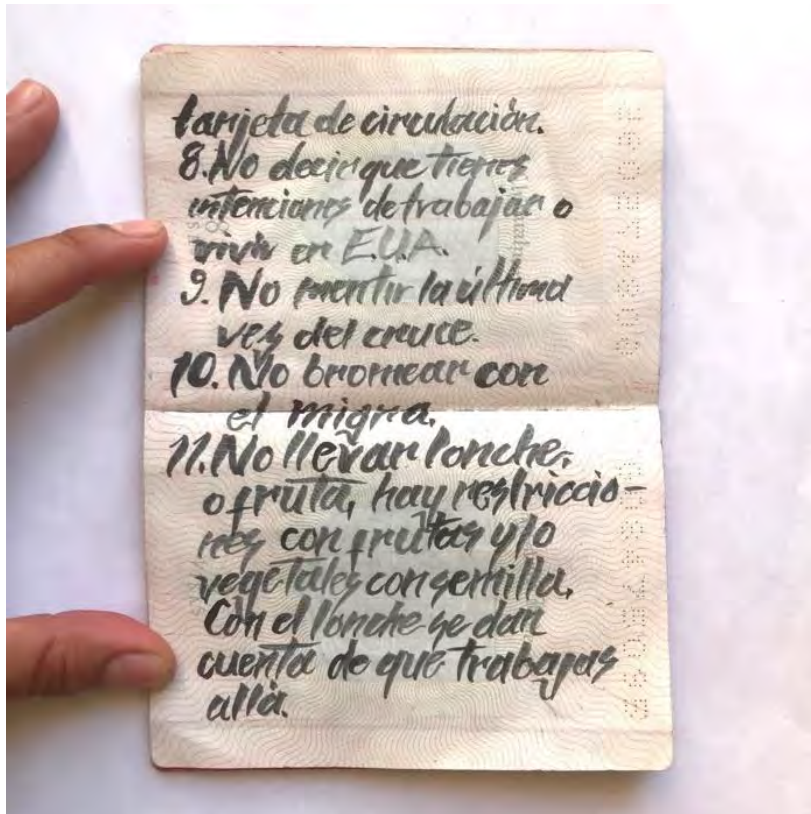 tarjeta de circulación.
8. No decir que tienes
intenciones de trabajar o
vivir en E.U.A.
9. No mentir la última
ves del cruce.
10. No bromear con
el migra.
11. No llevar lonche,
o fruta, hay restriccio-
nes con frutas y/o
vegetales con semilla.
Con el lonche se dan
cuenta de que trabajas
allá.